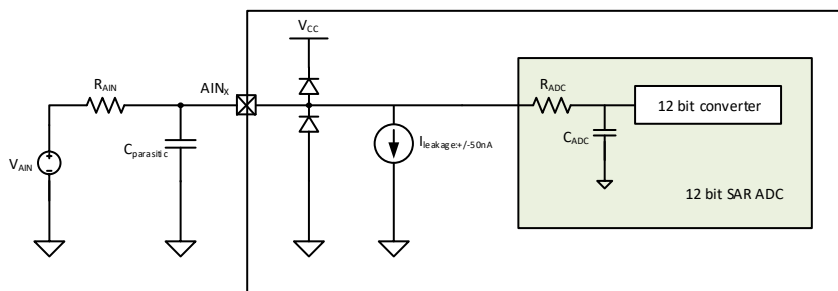 V_CC
R_AIN
AIN_X
R_ADC
12 bit converter
C_parasitic
I_leakage:+/-50nA
C_ADC
V_AIN
12 bit SAR ADC